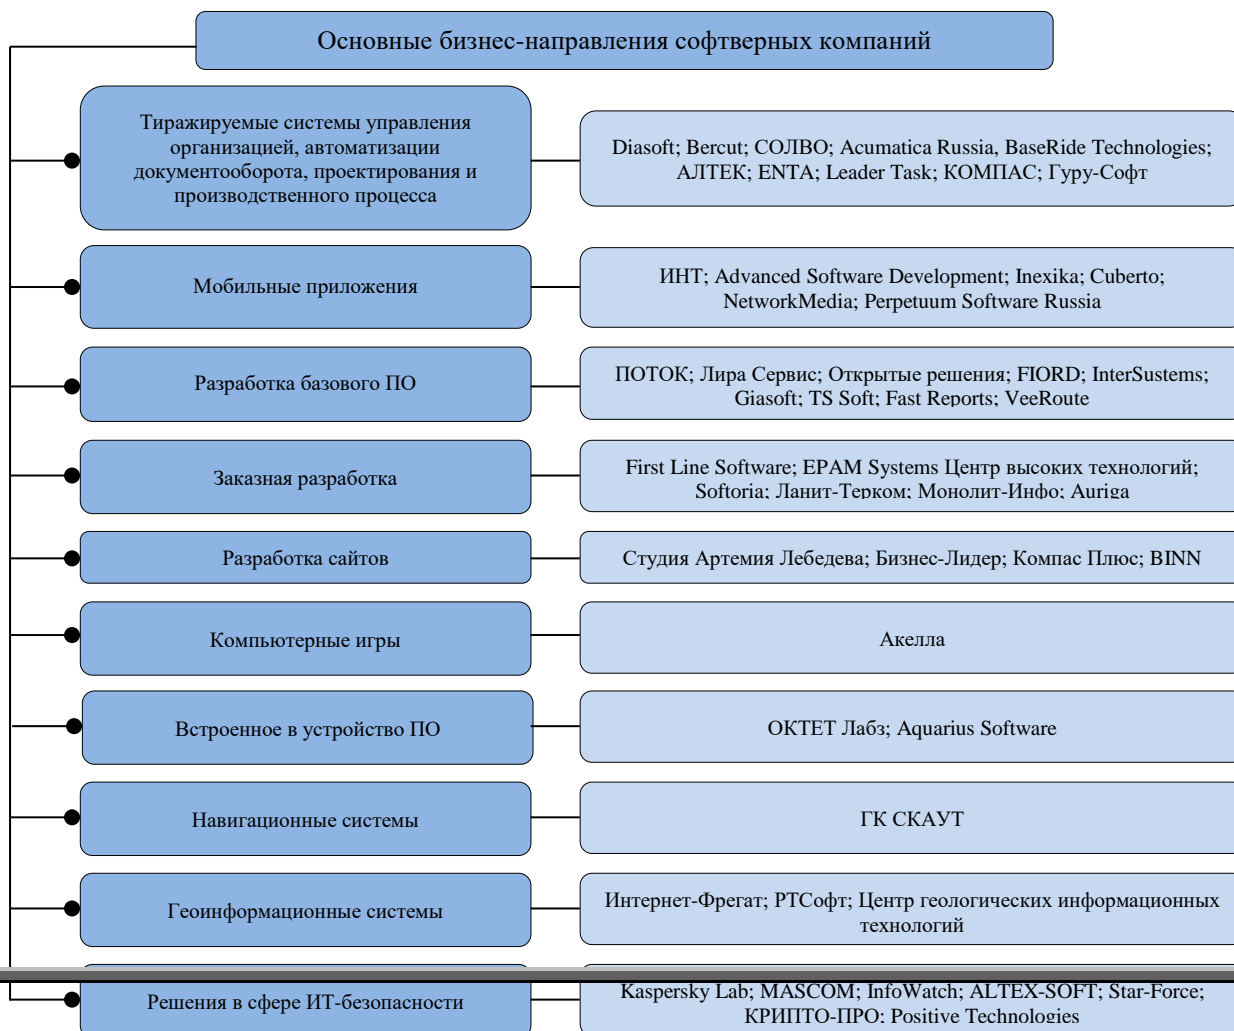 Основные бизнес-направления софтверных компаний
Тиражируемые системы управления
организацией, автоматизации
документооборота, проектирования и
производственного процесса
Diasoft; Bercut; СОЛВО; Acumatica Russia, BaseRide Technologies;
АЛТЕК; ENTA; Leader Task; КОМПАС; Гуру-Софт
Мобильные приложения
ИНТ; Advanced Software Development; Inexika; Cuberto;
NetworkMedia; Perpetuum Software Russia
Разработка базового ПО
ПОТОК; Лира Сервис; Открытые решения; FIORD; InterSustems;
Giasoft; TS Soft; Fast Reports; VeeRoute
Заказная разработка
First Line Software; EPAM Systems Центр высоких технологий;
Softoria; Ланит-Терком; Монолит-Инфо; Auriga
Разработка сайтов
Студия Артемия Лебедева; Бизнес-Лидер; Компас Плюс; BINN
Компьютерные игры
Акелла
Встроенное в устройство ПО
ОКТЕТ Лабз; Aquarius Software
Навигационные системы
ГК СКАУТ
Геоинформационные системы
Интернет-Фрегат; РТСофт; Центр геологических информационных
технологий
Решения в сфере ИТ-безопасности
Kaspersky Lab; MASCOM; InfoWatch; ALTEX-SOFT; Star-Force;
КРИПТО-ПРО; Positive Technologies